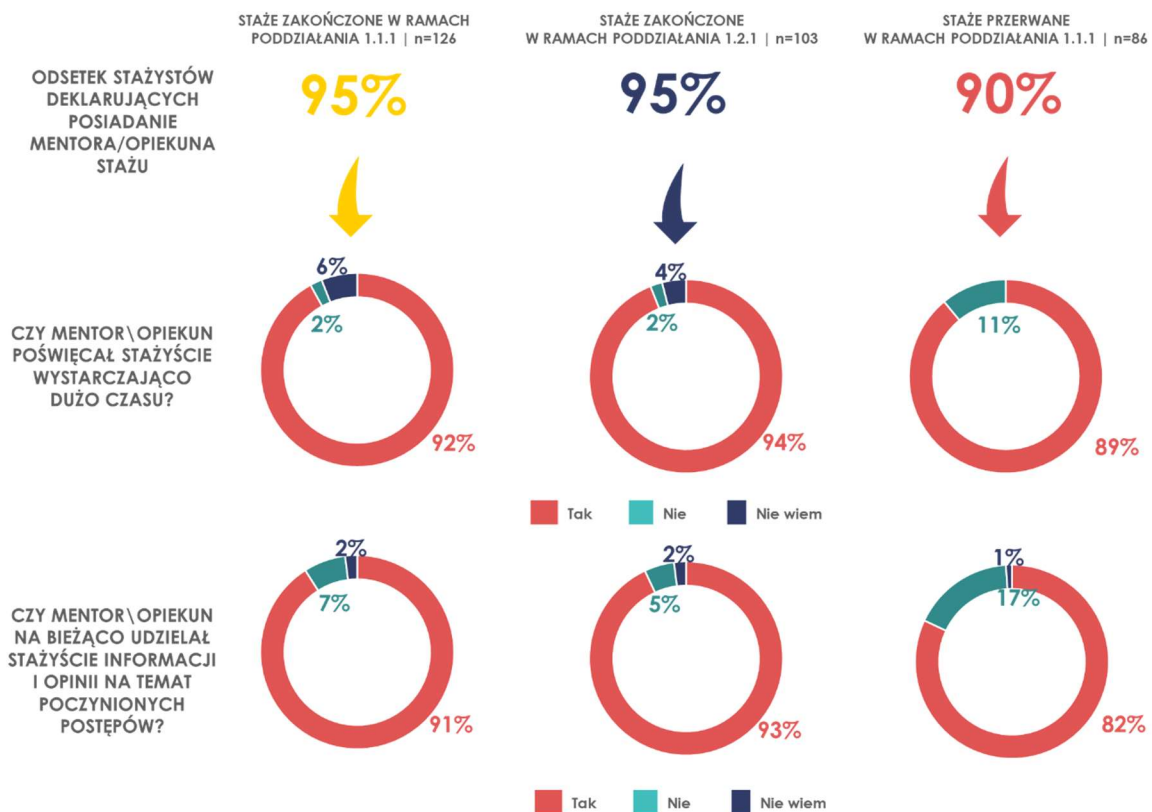 STAŻE ZAKOŃCZONE W RAMACH
PODDZIAŁANIA 1.1.1 | n=126
STAŻE ZAKOŃCZONE
W RAMACH PODDZIAŁANIA 1.2.1 | n=103
STAŻE PRZERWANE
W RAMACH PODDZIAŁANIA 1.1.1 | n=86
ODSETEK STAŻYSTÓW
DEKLARUJĄCYCH
POSIADANIE
MENTORA/OPIEKUNA
STAŻU
95%
95%
90%
CZY MENTOR\OPIEKUN
POŚWIĘCAŁ STAŻYŚCIE
WYSTARCZAJĄCO
DUŻO CZASU?
6%
2%
92%
4%
2%
94%
11%
89%
Tak
Nie
Nie wiem
CZY MENTOR\OPIEKUN
NA BIEŻĄCO UDZIELAŁ
STAŻYŚCIE INFORMACJI
I OPINII NA TEMAT
POCZYNIONYCH
POSTĘPÓW?
2%
7%
91%
2%
5%
93%
1%
17%
82%
Tak
Nie
Nie wiem